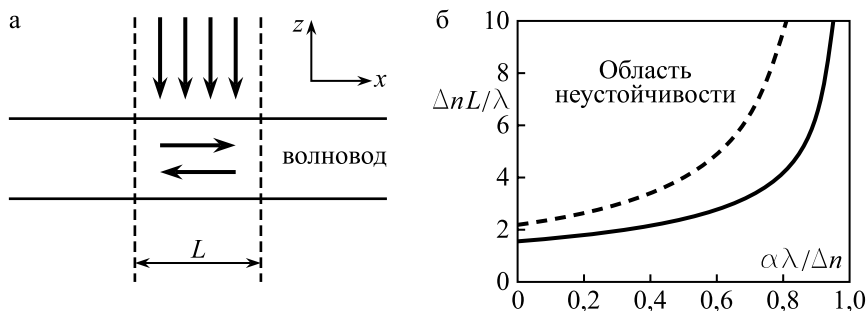 а
z
x
волновод
L
б
ΔnL/λ
Область
неустойчивости
10
8
6
4
2
0
αλ/Δn
0 0,2 0,4 0,6 0,8 1,0